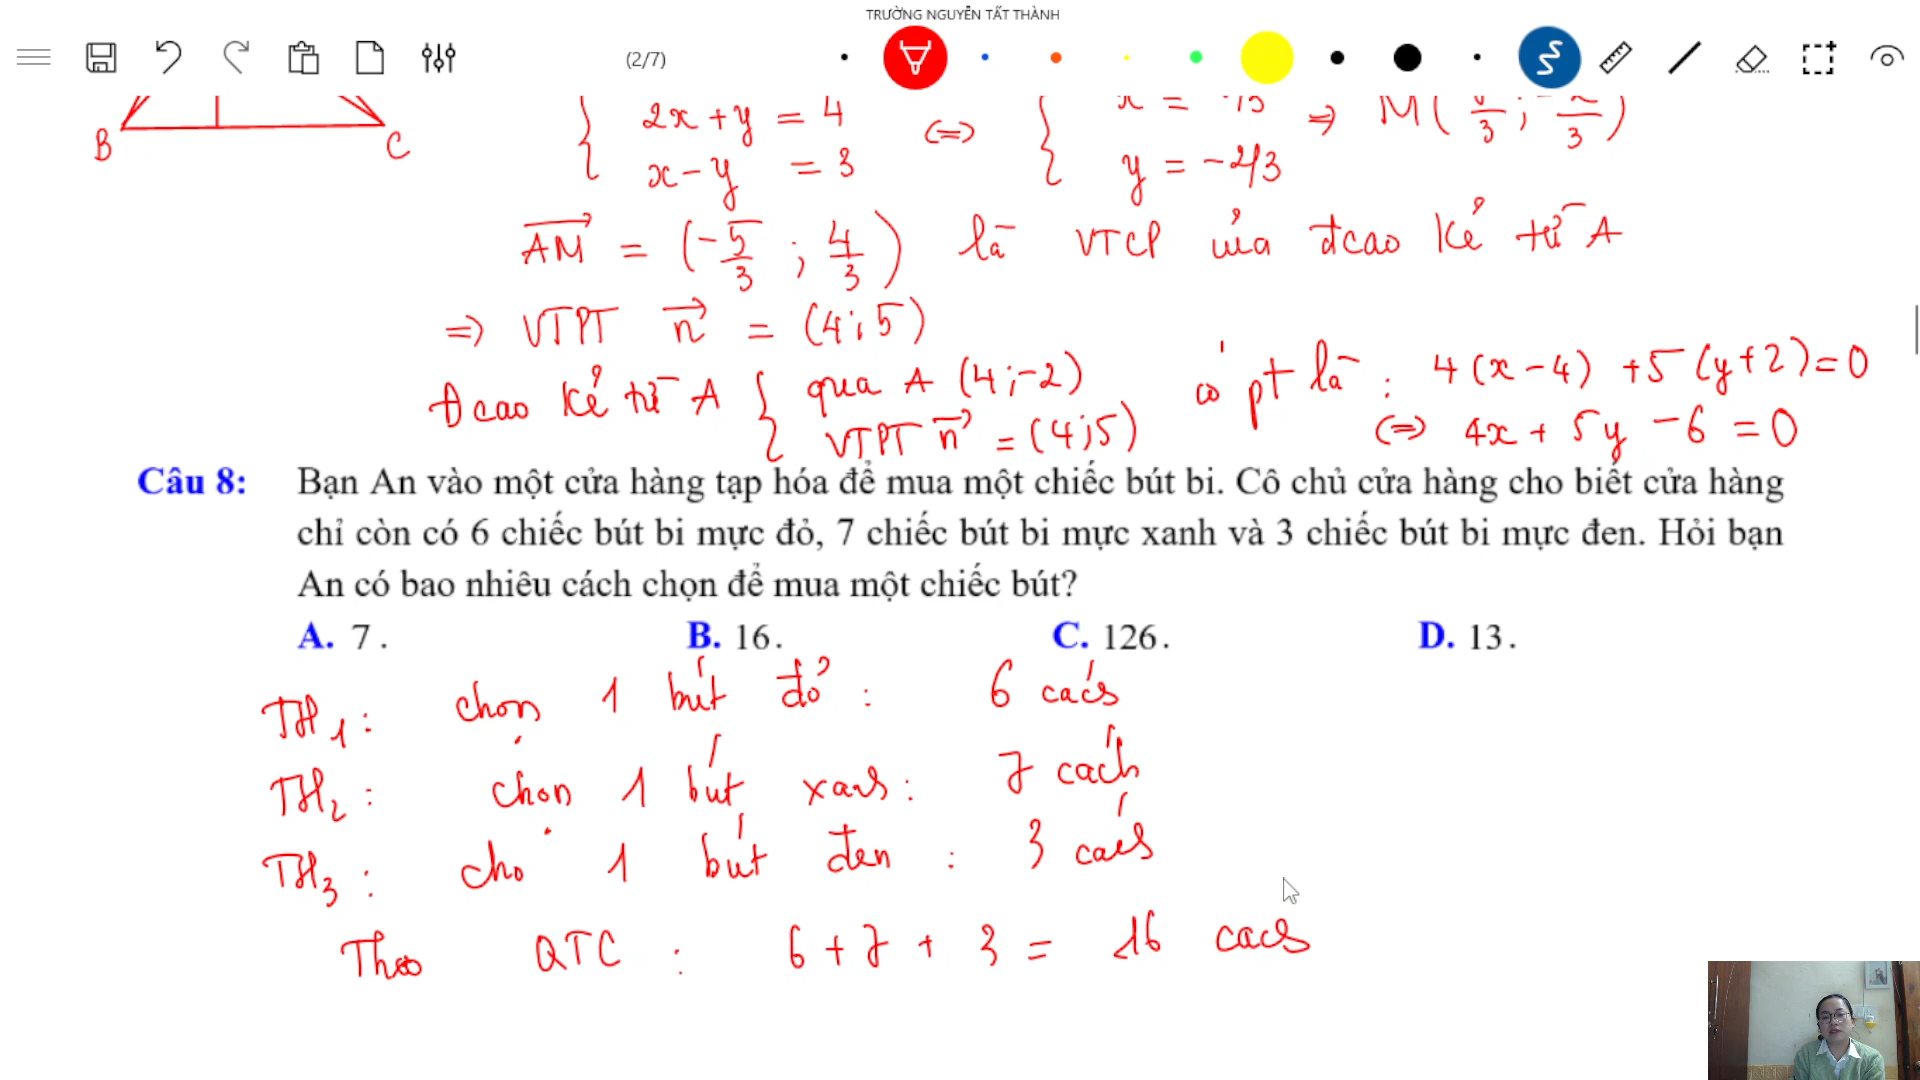 TRƯỜNG NGUYỄN TẤT THÀNH
(2/7)
B C
2x+y = 4 <=> => M(
x-y = 3 y = -2/3
AM = (-5/3 ; 4/3) là VTCP của đcao kẻ từ A
=> VTPT n = (4;5)
Đcao kẻ từ A { qua A (4;-2) có pt là : 4(x-4) +5(y+2)=0
VTPT n = (4;5) <=> 4x + 5y -6 = 0
Câu 8: Bạn An vào một cửa hàng tạp hóa để mua một chiếc bút bi. Cô chủ cửa hàng cho biết cửa hàng
chỉ còn có 6 chiếc bút bi mực đỏ, 7 chiếc bút bi mực xanh và 3 chiếc bút bi mực đen. Hỏi bạn
An có bao nhiêu cách chọn để mua một chiếc bút?
A. 7 . B. 16. C. 126. D. 13.
TH1: chọn 1 bút đỏ : 6 cách
TH2: chọn 1 bút xanh : 7 cách
TH3: chọ 1 bút đen : 3 cách
Theo QTC : 6 + 7 + 3 = 16 cách